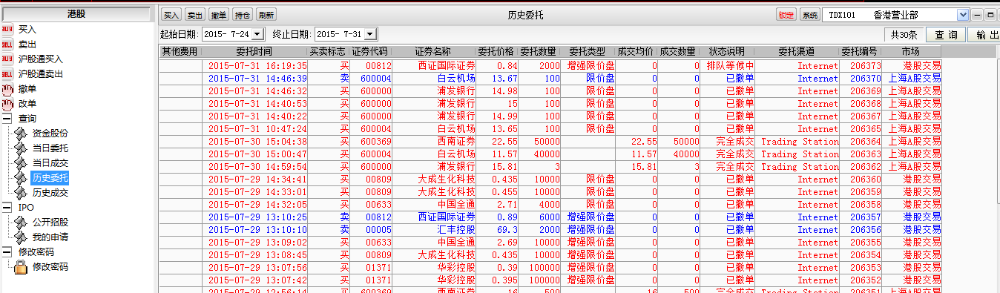 港股
买入
卖出
沪股通买入
沪股通卖出
撤单
改单
查询
资金股份
当日委托
当日成交
历史委托
历史成交
IPO
公开招股
我的申请
修改密码
修改密码
买入 卖出 撤单 持仓 刷新 历史委托 锁定 系统 TDX101 香港营业部
起始日期: 2015- 7-24 终止日期: 2015- 7-31 共30条 查 询 输 出
其他费用 委托时间 买卖标志 证券代码 证券名称 委托价格 委托数量 委托类型 成交均价 成交数量 状态说明 委托渠道 委托编号 市场
2015-07-31 16:19:35 买 00812 西证国际证券 0.84 2000 增强限价盘 0 0 排队等候中 Internet 206373 港股交易
2015-07-31 14:46:39 卖 600004 白云机场 13.67 100 限价盘 0 0 已撤单 Internet 206370 上海A股交易
2015-07-31 14:46:32 买 600000 浦发银行 14.98 100 限价盘 0 0 已撤单 Internet 206369 上海A股交易
2015-07-31 14:40:53 买 600000 浦发银行 15 100 限价盘 0 0 已撤单 Internet 206368 上海A股交易
2015-07-31 14:40:22 买 600000 浦发银行 14.99 100 限价盘 0 0 已撤单 Internet 206367 上海A股交易
2015-07-31 10:47:24 买 600004 白云机场 13.65 100 限价盘 0 0 已撤单 Internet 206365 上海A股交易
2015-07-30 15:04:38 买 600369 西南证券 22.55 50000 22.55 50000 完全成交 Trading Station 206364 上海A股交易
2015-07-30 15:00:47 买 600004 白云机场 11.57 40000 11.57 40000 完全成交 Trading Station 206363 上海A股交易
2015-07-30 14:59:54 买 600000 浦发银行 15.81 3 15.81 3 完全成交 Trading Station 206362 上海A股交易
2015-07-29 14:34:41 买 00809 大成生化科技 0.435 10000 限价盘 0 0 已撤单 Internet 206360 港股交易
2015-07-29 14:33:01 买 00809 大成生化科技 0.455 10000 限价盘 0 0 已撤单 Internet 206359 港股交易
2015-07-29 14:32:05 买 00633 中国全通 2.71 4000 限价盘 0 0 已撤单 Internet 206358 港股交易
2015-07-29 13:10:25 卖 00812 西证国际证券 0.89 6000 增强限价盘 0 0 已撤单 Internet 206357 港股交易
2015-07-29 13:10:10 卖 00005 汇丰控股 69.3 2000 增强限价盘 0 0 已撤单 Internet 206356 港股交易
2015-07-29 13:09:02 买 00633 中国全通 2.69 10000 增强限价盘 0 0 已撤单 Internet 206355 港股交易
2015-07-29 13:08:45 买 00809 大成生化科技 0.435 10000 增强限价盘 0 0 已撤单 Internet 206354 港股交易
2015-07-29 13:07:56 买 01371 华彩控股 0.39 100000 增强限价盘 0 0 已撤单 Internet 206353 港股交易
2015-07-29 13:07:42 买 01371 华彩控股 0.395 100000 增强限价盘 0 0 已撤单 Internet 206352 港股交易
2015-07-29 12:56:14 买 600369 西南证券 16 500 16 500 完全成交 Trading Station 206351 上海A股交易